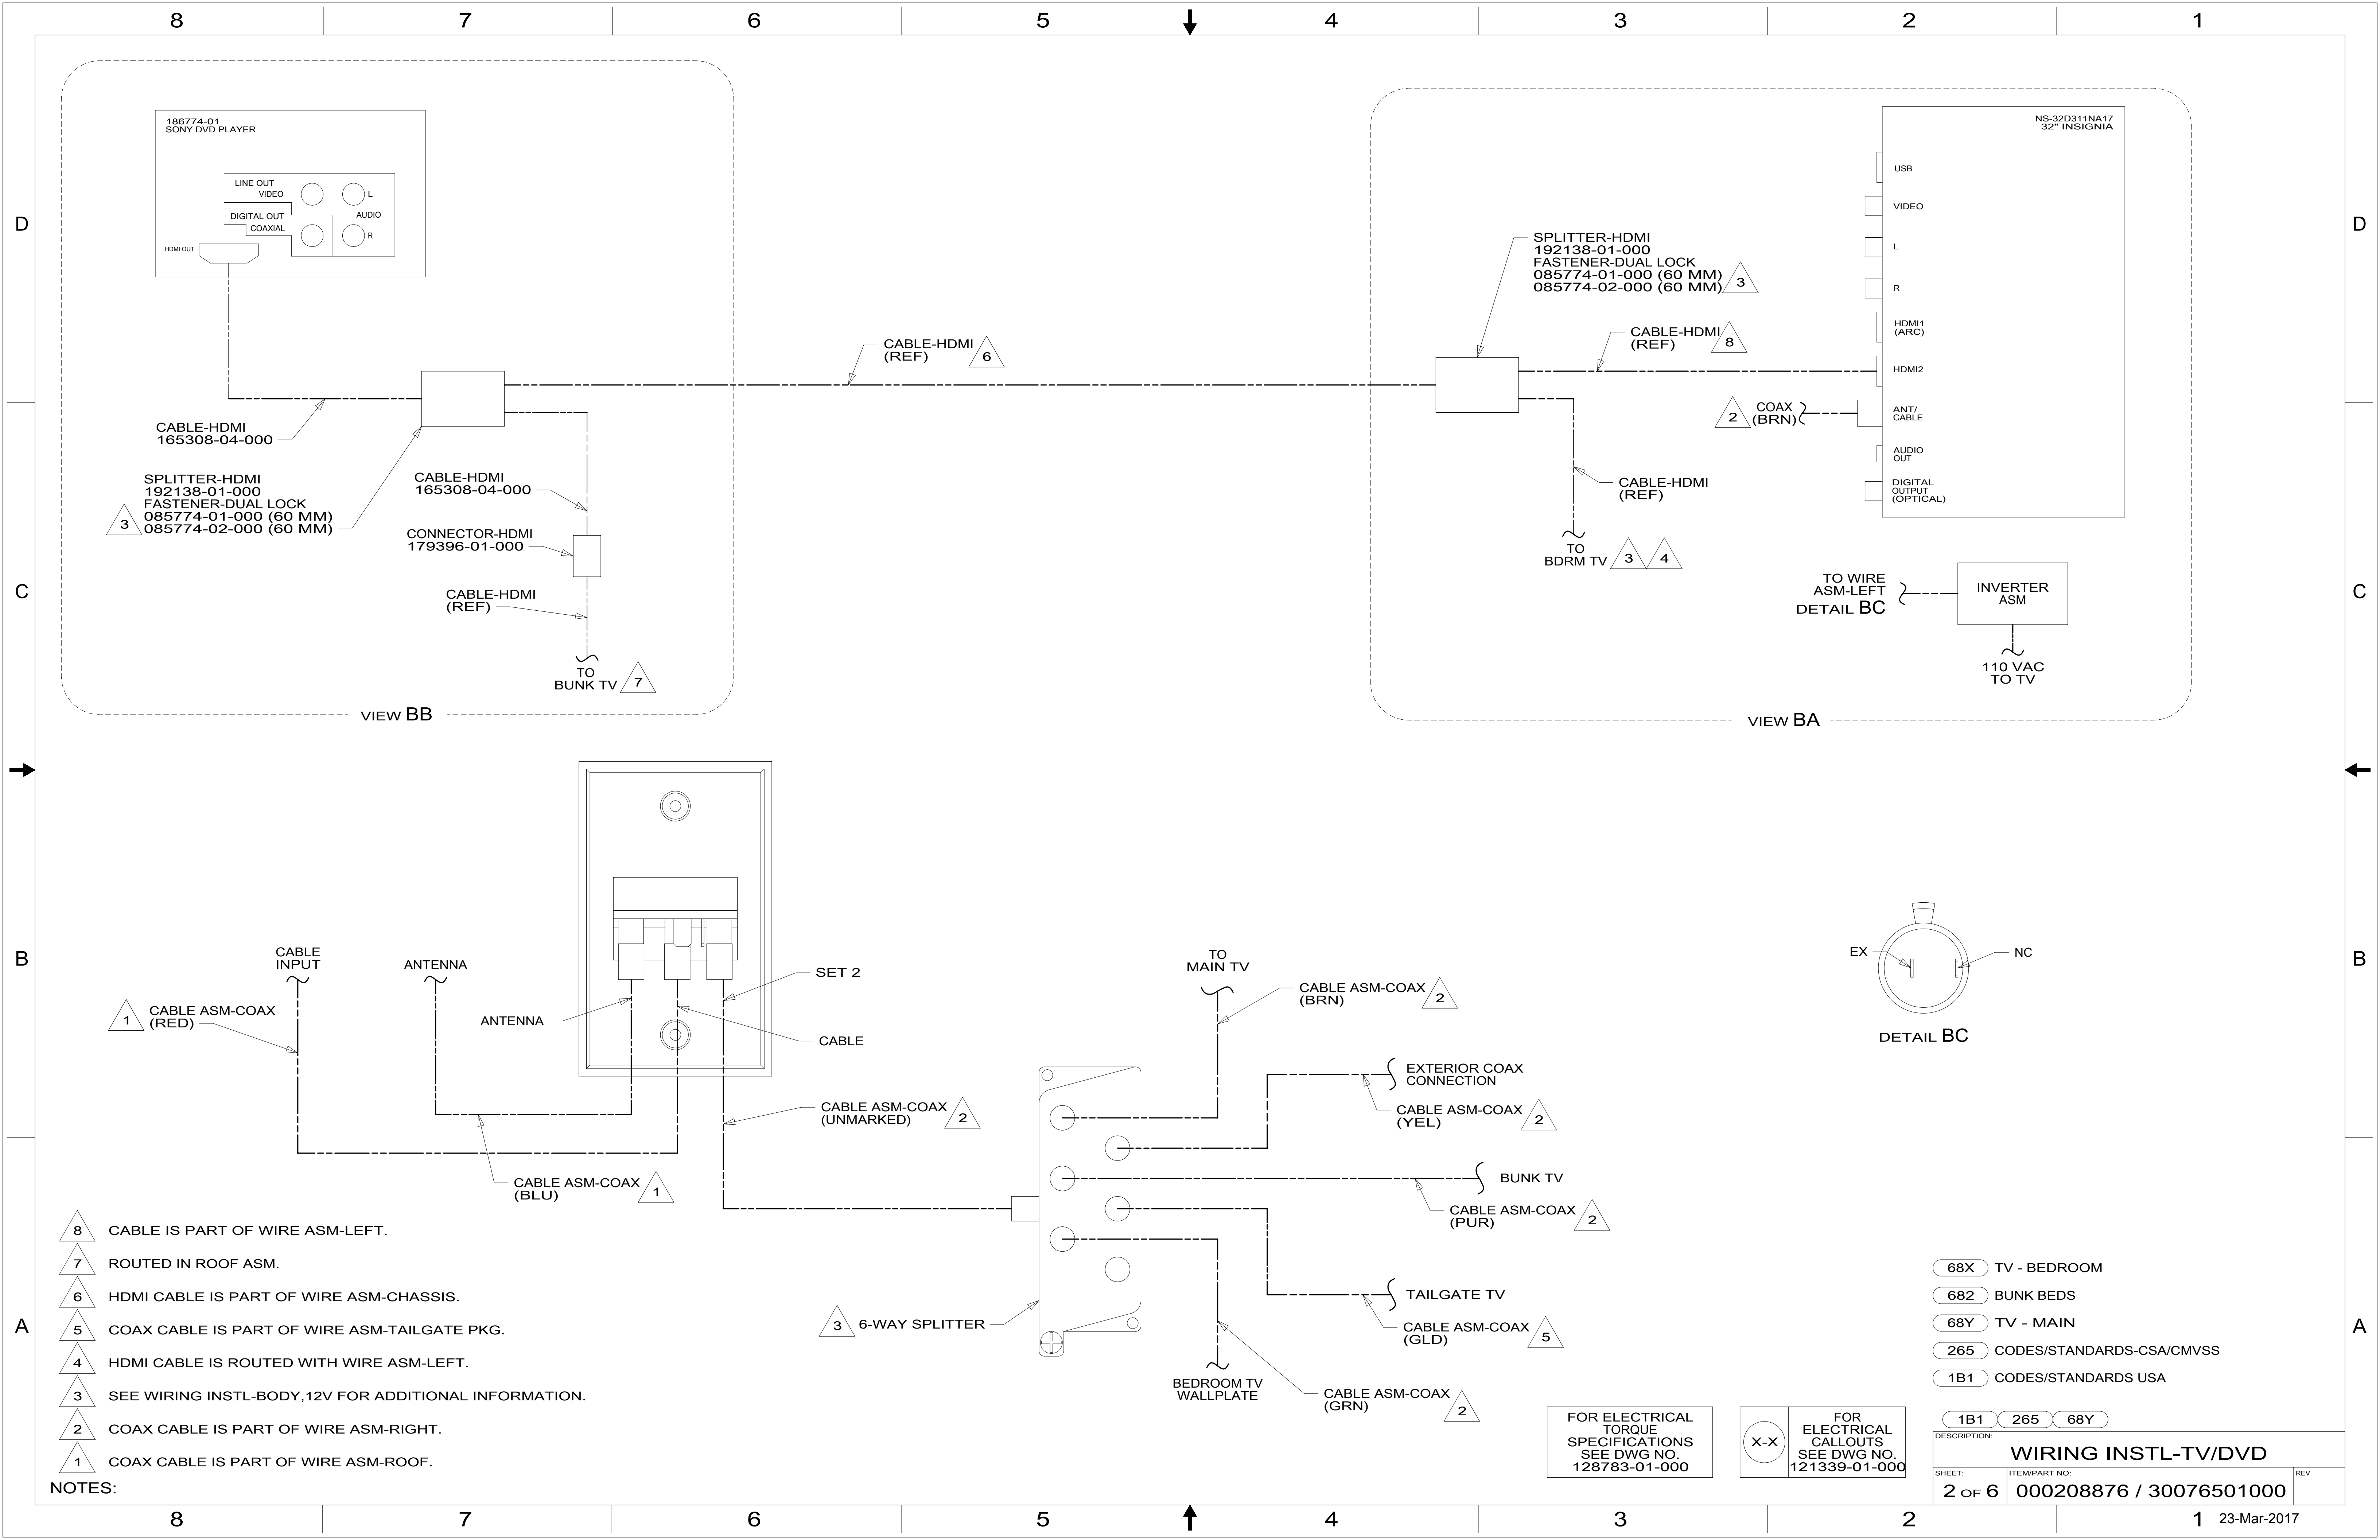 8 7 6 5 4 3 2 1
D
D
C
C
B
B
A
A
186774-01
SONY DVD PLAYER
LINE OUT
VIDEO
L
DIGITAL OUT
AUDIO
COAXIAL
R
HDMI OUT
CABLE-HDMI
165308-04-000
SPLITTER-HDMI
192138-01-000
FASTENER-DUAL LOCK
085774-01-000 (60 MM)
085774-02-000 (60 MM)
3
CABLE-HDMI
165308-04-000
CONNECTOR-HDMI
179396-01-000
CABLE-HDMI
(REF)
TO
BUNK TV
7
VIEW BB
CABLE-HDMI
(REF)
6
SPLITTER-HDMI
192138-01-000
FASTENER-DUAL LOCK
085774-01-000 (60 MM)
085774-02-000 (60 MM)
3
CABLE-HDMI
(REF)
8
2
COAX
(BRN)
CABLE-HDMI
(REF)
TO
BDRM TV
3
4
NS-32D311NA17
32" INSIGNIA
USB
VIDEO
L
R
HDMI1
(ARC)
HDMI2
ANT/
CABLE
AUDIO
OUT
DIGITAL
OUTPUT
(OPTICAL)
TO WIRE
ASM-LEFT
DETAIL BC
INVERTER
ASM
110 VAC
TO TV
VIEW BA
CABLE
INPUT
ANTENNA
1
CABLE ASM-COAX
(RED)
ANTENNA
SET 2
CABLE
CABLE ASM-COAX
(UNMARKED)
2
CABLE ASM-COAX
(BLU)
1
TO
MAIN TV
CABLE ASM-COAX
(BRN)
2
EXTERIOR COAX
CONNECTION
CABLE ASM-COAX
(YEL)
2
BUNK TV
CABLE ASM-COAX
(PUR)
2
TAILGATE TV
CABLE ASM-COAX
(GLD)
5
3
6-WAY SPLITTER
BEDROOM TV
WALLPLATE
CABLE ASM-COAX
(GRN)
2
EX
NC
DETAIL BC
8 CABLE IS PART OF WIRE ASM-LEFT.
7 ROUTED IN ROOF ASM.
6 HDMI CABLE IS PART OF WIRE ASM-CHASSIS.
5 COAX CABLE IS PART OF WIRE ASM-TAILGATE PKG.
4 HDMI CABLE IS ROUTED WITH WIRE ASM-LEFT.
3 SEE WIRING INSTL-BODY,12V FOR ADDITIONAL INFORMATION.
2 COAX CABLE IS PART OF WIRE ASM-RIGHT.
1 COAX CABLE IS PART OF WIRE ASM-ROOF.
NOTES:
68X TV - BEDROOM
682 BUNK BEDS
68Y TV - MAIN
265 CODES/STANDARDS-CSA/CMVSS
1B1 CODES/STANDARDS USA
FOR ELECTRICAL
TORQUE
SPECIFICATIONS
SEE DWG NO.
128783-01-000
X-X
FOR
ELECTRICAL
CALLOUTS
SEE DWG NO.
121339-01-000
1B1 265 68Y
DESCRIPTION:
WIRING INSTL-TV/DVD
SHEET:
2 OF 6
ITEM/PART NO:
000208876 / 30076501000
REV
8 7 6 5 4 3 2 1
23-Mar-2017